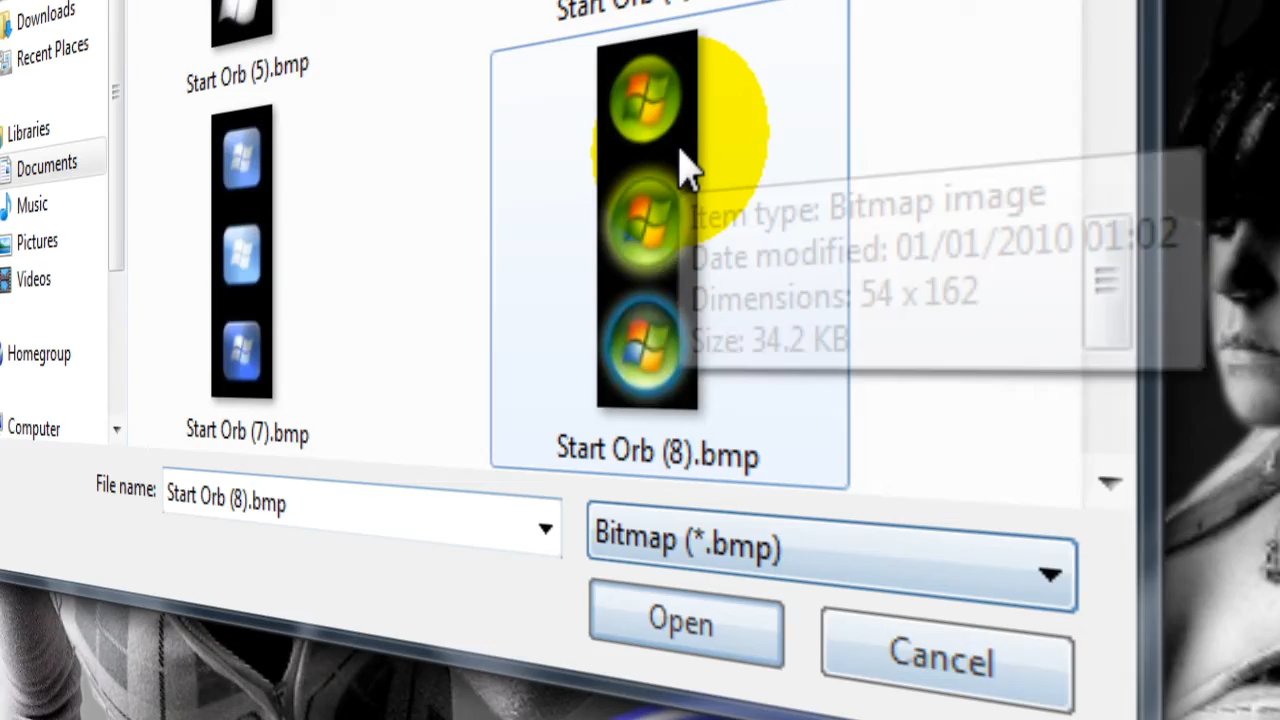 Downloads
Recent Places
Libraries
Documents
Music
Pictures
Videos
Homegroup
Computer
Start Orb
Start Orb (5).bmp
Start Orb (7).bmp
Start Orb (8).bmp
Item type: Bitmap image
Date modified: 01/01/2010 01:02
Dimensions: 54 x 162
Size: 34.2 KB
File name:
Start Orb (8).bmp
Bitmap (*.bmp)
Open
Cancel